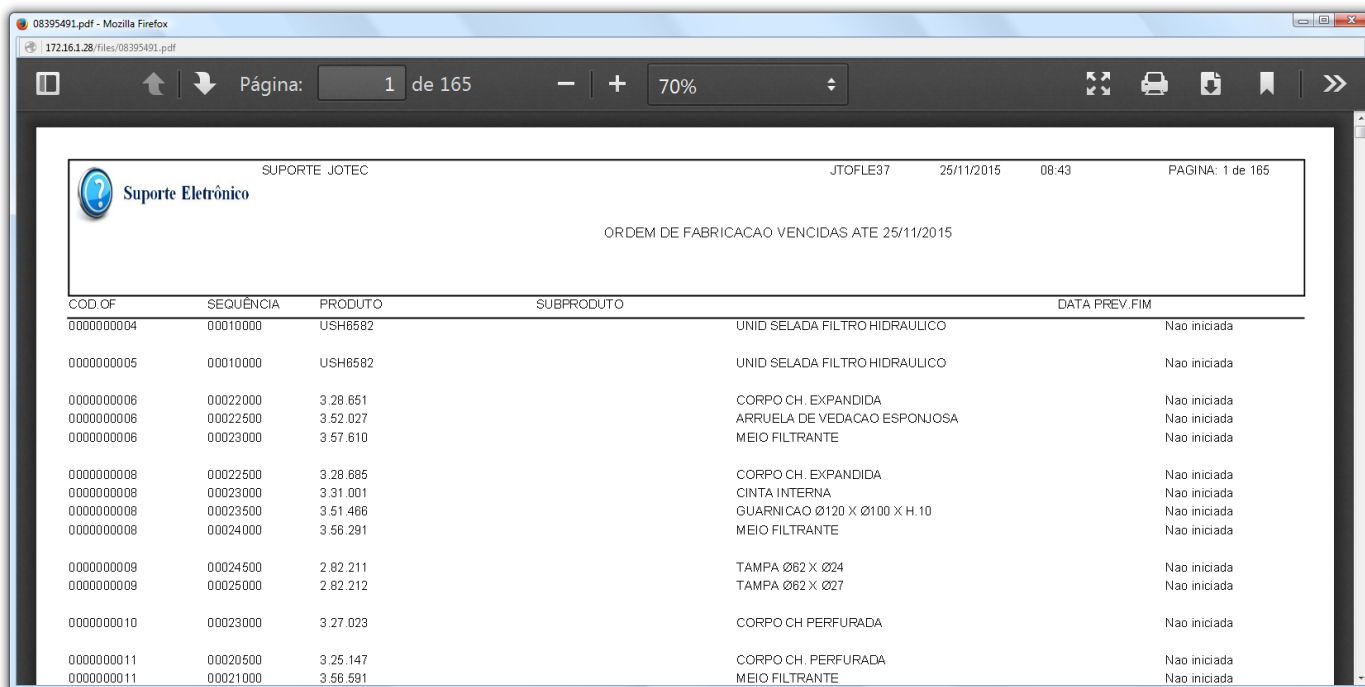 08395491.pdf - Mozilla Firefox
172.16.1.28/files/08395491.pdf
Página: 1 de 165 70%
SUPORTE JOTEC JTOFLE37 25/11/2015 08:43 PAGINA: 1 de 165
Suporte Eletrônico
ORDEM DE FABRICACAO VENCIDAS ATE 25/11/2015
COD.OF SEQUÊNCIA PRODUTO SUBPRODUTO DATA PREV.FIM
0000000004 00010000 USH6582 UNID SELADA FILTRO HIDRAULICO Nao iniciada
0000000005 00010000 USH6582 UNID SELADA FILTRO HIDRAULICO Nao iniciada
0000000006 00022000 3.28.651 CORPO CH. EXPANDIDA Nao iniciada
0000000006 00022500 3.52.027 ARRUELA DE VEDACAO ESPONJOSA Nao iniciada
0000000006 00023000 3.57.610 MEIO FILTRANTE Nao iniciada
0000000008 00022500 3.28.685 CORPO CH. EXPANDIDA Nao iniciada
0000000008 00023000 3.31.001 CINTA INTERNA Nao iniciada
0000000008 00023500 3.51.466 GUARNICAO Ø120 X Ø100 X H.10 Nao iniciada
0000000008 00024000 3.56.291 MEIO FILTRANTE Nao iniciada
0000000009 00024500 2.82.211 TAMPA Ø62 X Ø24 Nao iniciada
0000000009 00025000 2.82.212 TAMPA Ø62 X Ø27 Nao iniciada
0000000010 00023000 3.27.023 CORPO CH PERFURADA Nao iniciada
0000000011 00020500 3.25.147 CORPO CH. PERFURADA Nao iniciada
0000000011 00021000 3.56.591 MEIO FILTRANTE Nao iniciada